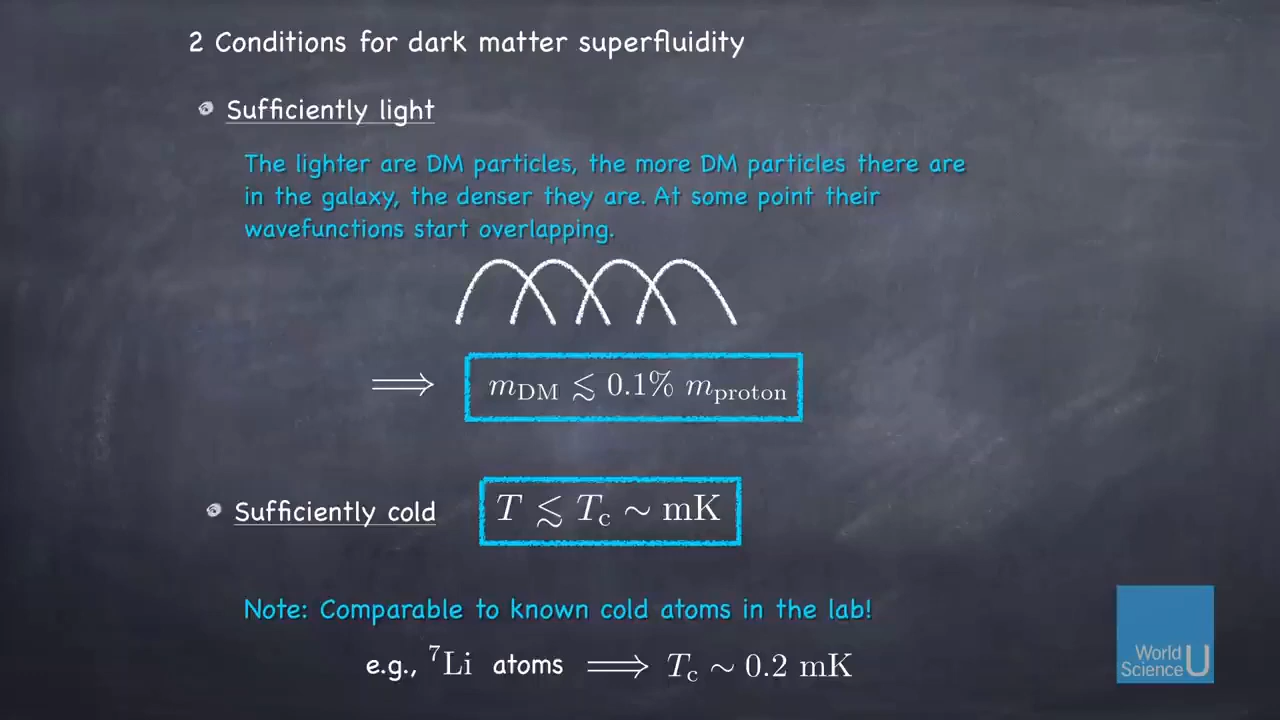 2 Conditions for dark matter superfluidity
Sufficiently light
The lighter are DM particles, the more DM particles there are
in the galaxy, the denser they are. At some point their
wavefunctions start overlapping.
⟹ m_DM ≲ 0.1% m_proton
Sufficiently cold T ≲ T_c ∼ mK
Note: Comparable to known cold atoms in the lab!
e.g., ⁷Li atoms ⟹ T_c ∼ 0.2 mK
World
Science U